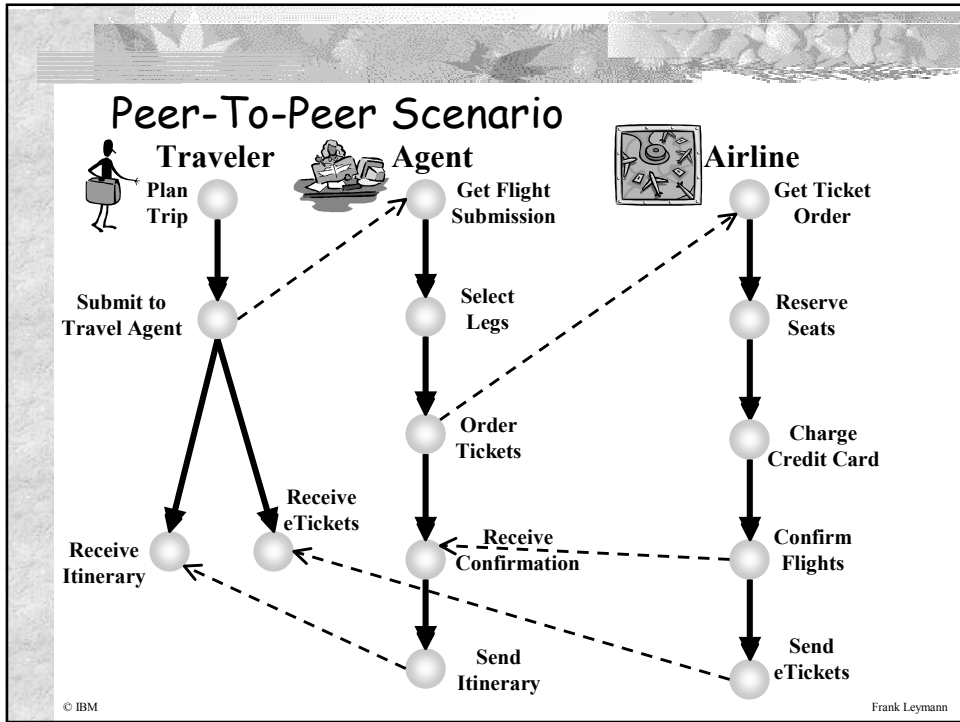 Peer-To-Peer Scenario
Traveler
Agent
Airline
Plan
Trip
Get Flight
Submission
Get Ticket
Order
Submit to
Travel Agent
Select
Legs
Reserve
Seats
Order
Tickets
Charge
Credit Card
Receive
eTickets
Receive
Itinerary
Receive
Confirmation
Confirm
Flights
Send
Itinerary
Send
eTickets
© IBM
Frank Leymann